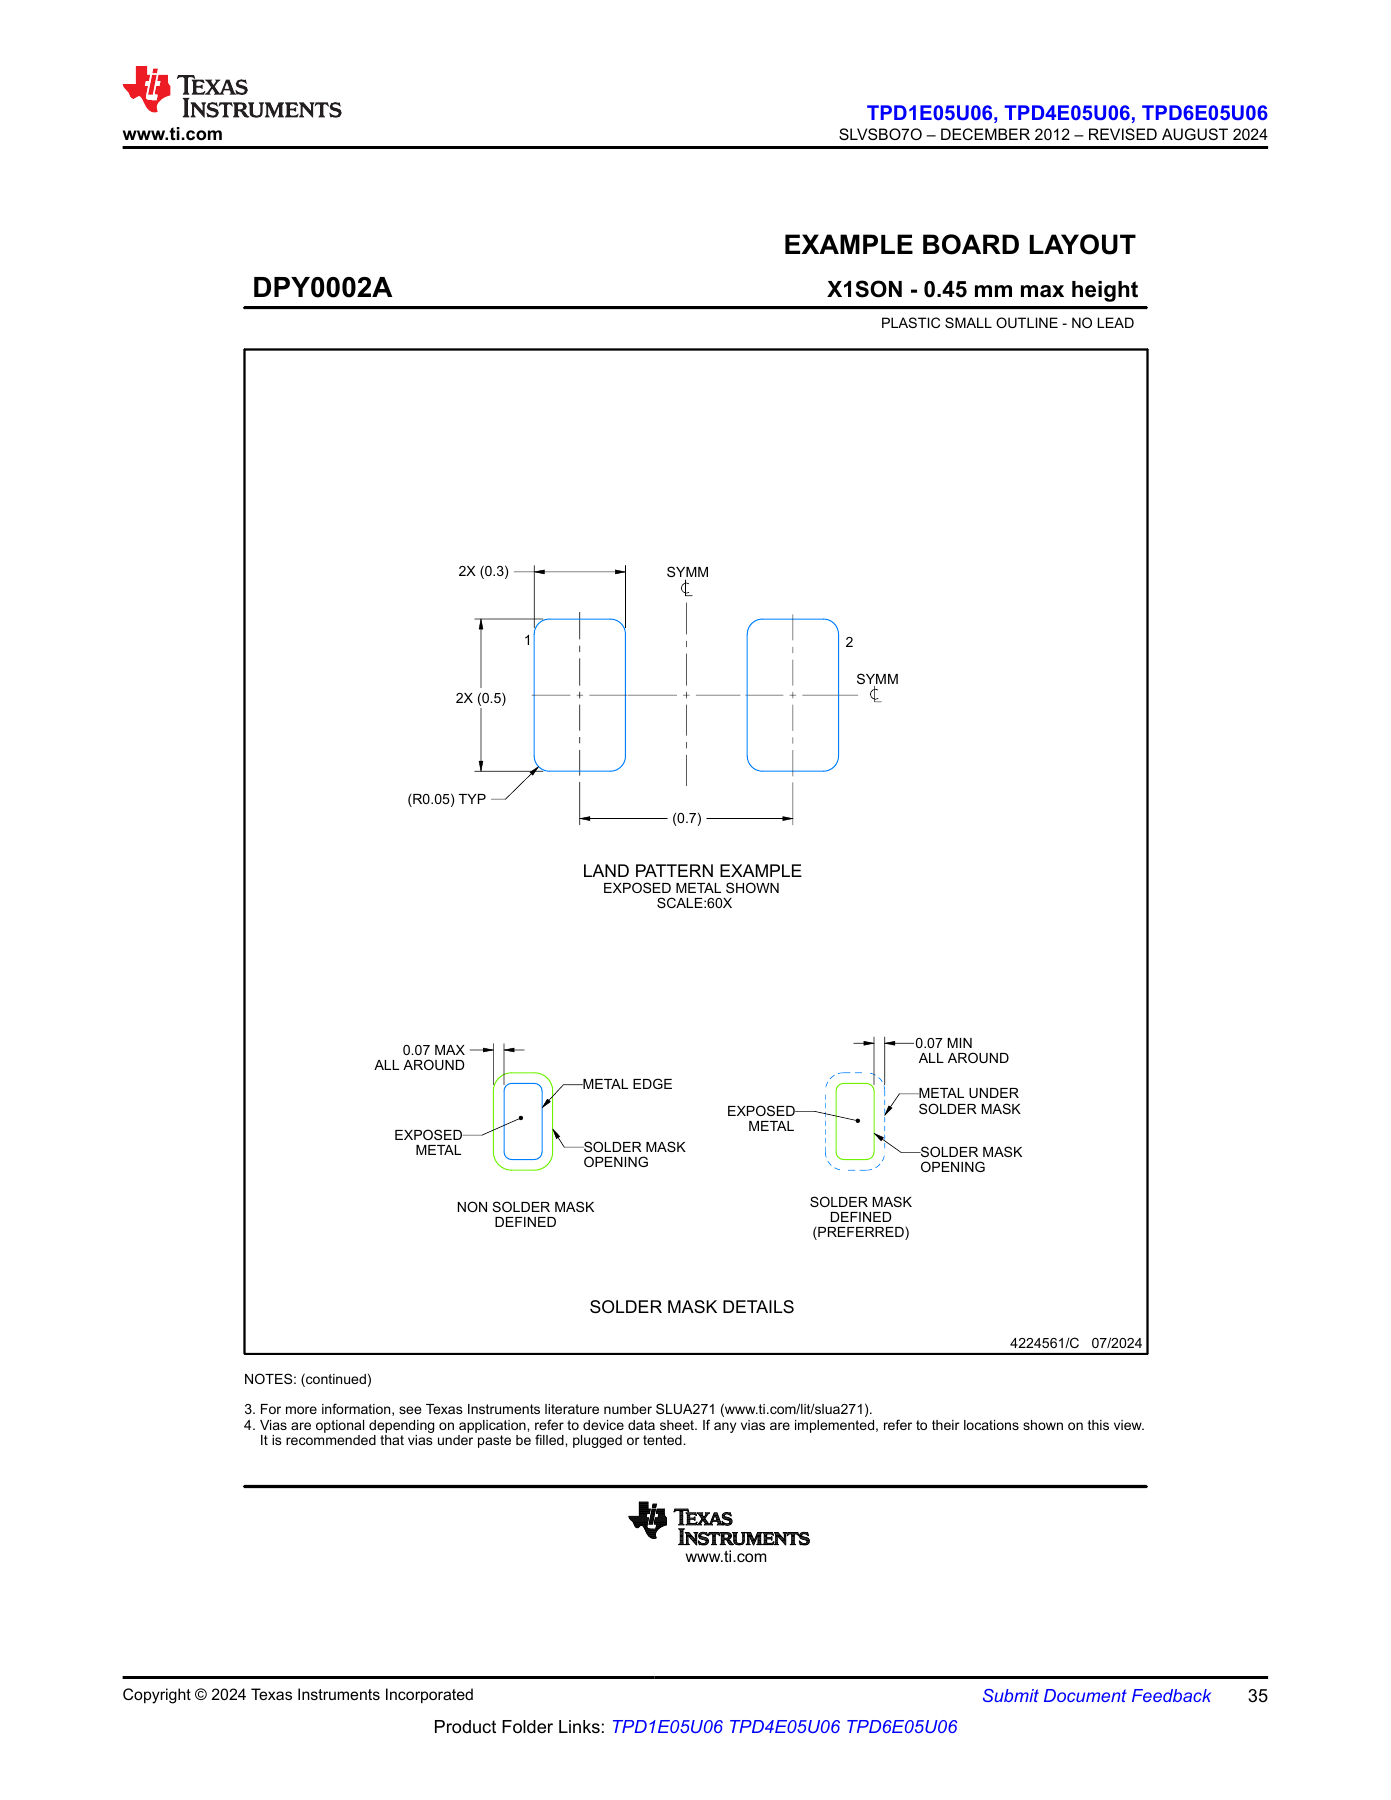 TEXAS
INSTRUMENTS
www.ti.com
TPD1E05U06, TPD4E05U06, TPD6E05U06
SLVSBO7O – DECEMBER 2012 – REVISED AUGUST 2024
EXAMPLE BOARD LAYOUT
DPY0002A
X1SON - 0.45 mm max height
PLASTIC SMALL OUTLINE - NO LEAD
2X (0.3)
SYMM
1
2
SYMM
2X (0.5)
(R0.05) TYP
(0.7)
LAND PATTERN EXAMPLE
EXPOSED METAL SHOWN
SCALE:60X
0.07 MAX
ALL AROUND
METAL EDGE
EXPOSED
METAL
SOLDER MASK
OPENING
NON SOLDER MASK
DEFINED
0.07 MIN
ALL AROUND
METAL UNDER
SOLDER MASK
EXPOSED
METAL
SOLDER MASK
OPENING
SOLDER MASK
DEFINED
(PREFERRED)
SOLDER MASK DETAILS
4224561/C 07/2024
NOTES: (continued)
3. For more information, see Texas Instruments literature number SLUA271 (www.ti.com/lit/slua271).
4. Vias are optional depending on application, refer to device data sheet. If any vias are implemented, refer to their locations shown on this view.
It is recommended that vias under paste be filled, plugged or tented.
TEXAS
INSTRUMENTS
www.ti.com
Copyright © 2024 Texas Instruments Incorporated
Submit Document Feedback 35
Product Folder Links: TPD1E05U06 TPD4E05U06 TPD6E05U06